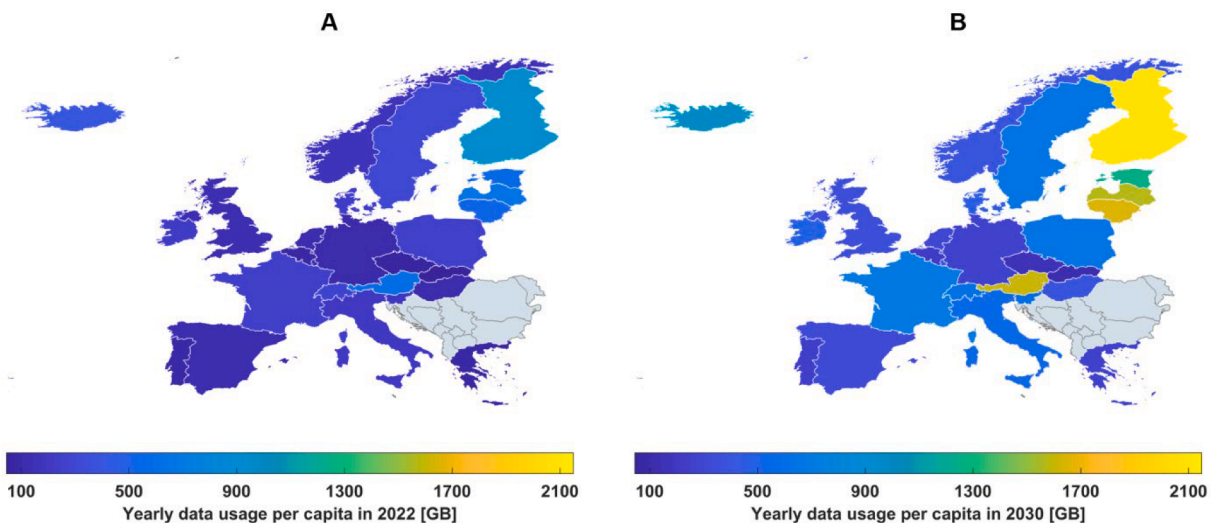 A
B
100 500 900 1300 1700 2100
Yearly data usage per capita in 2022 [GB]
100 500 900 1300 1700 2100
Yearly data usage per capita in 2030 [GB]